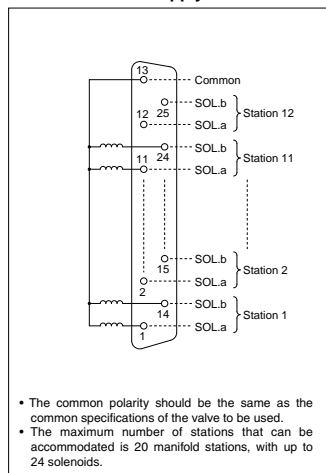 13
Common
25
SOL.b
12
SOL.a
Station 12
24
SOL.b
11
SOL.a
Station 11
15
SOL.b
2
SOL.a
Station 2
14
SOL.b
1
SOL.a
Station 1
• The common polarity should be the same as the
common specifications of the valve to be used.
• The maximum number of stations that can be
accommodated is 20 manifold stations, with up to
24 solenoids.